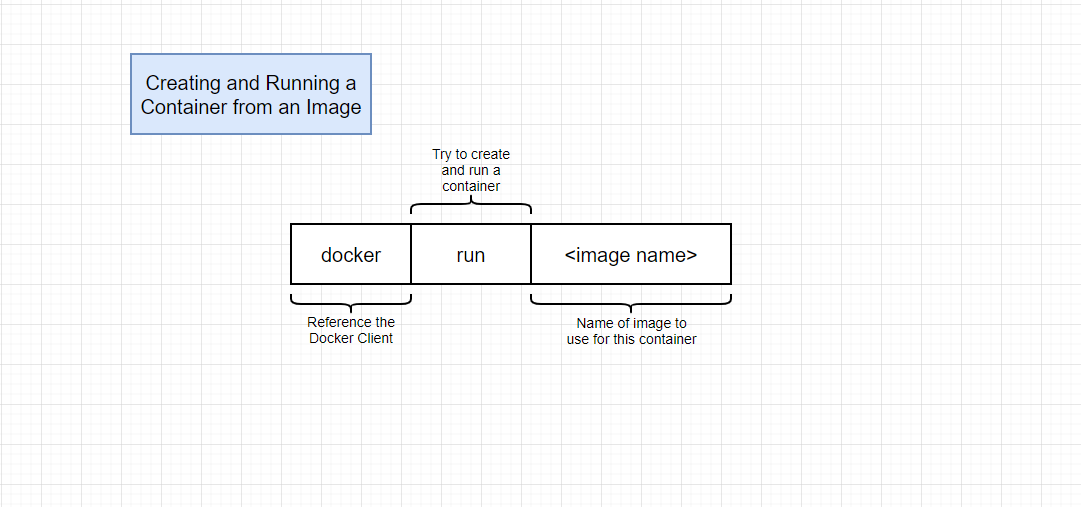 Creating and Running a
Container from an Image
Try to create
and run a
container
docker run <image name>
Reference the
Docker Client
Name of image to
use for this container